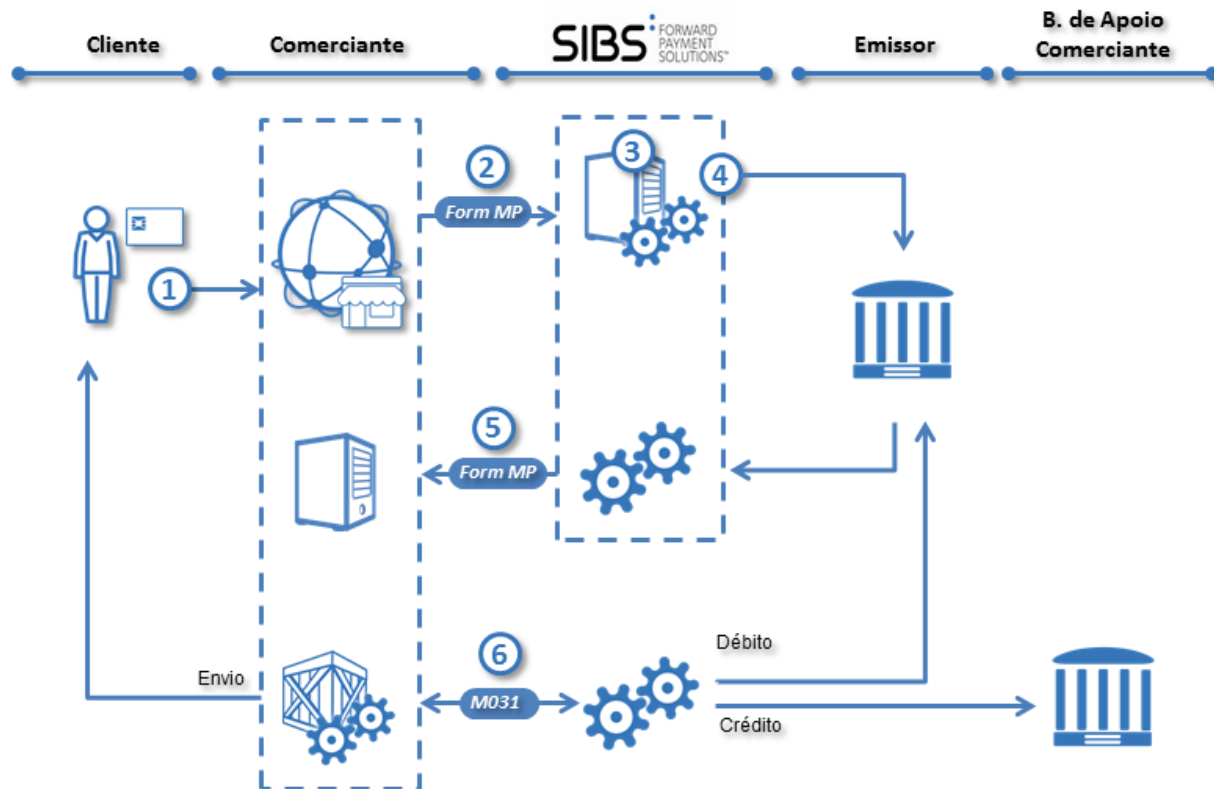 Cliente
Comerciante
SIBS
FORWARD
PAYMENT
SOLUTIONS™
Emissor
B. de Apoio
Comerciante
1
2
Form MP
3
4
5
Form MP
6
M031
Envio
Débito
Crédito